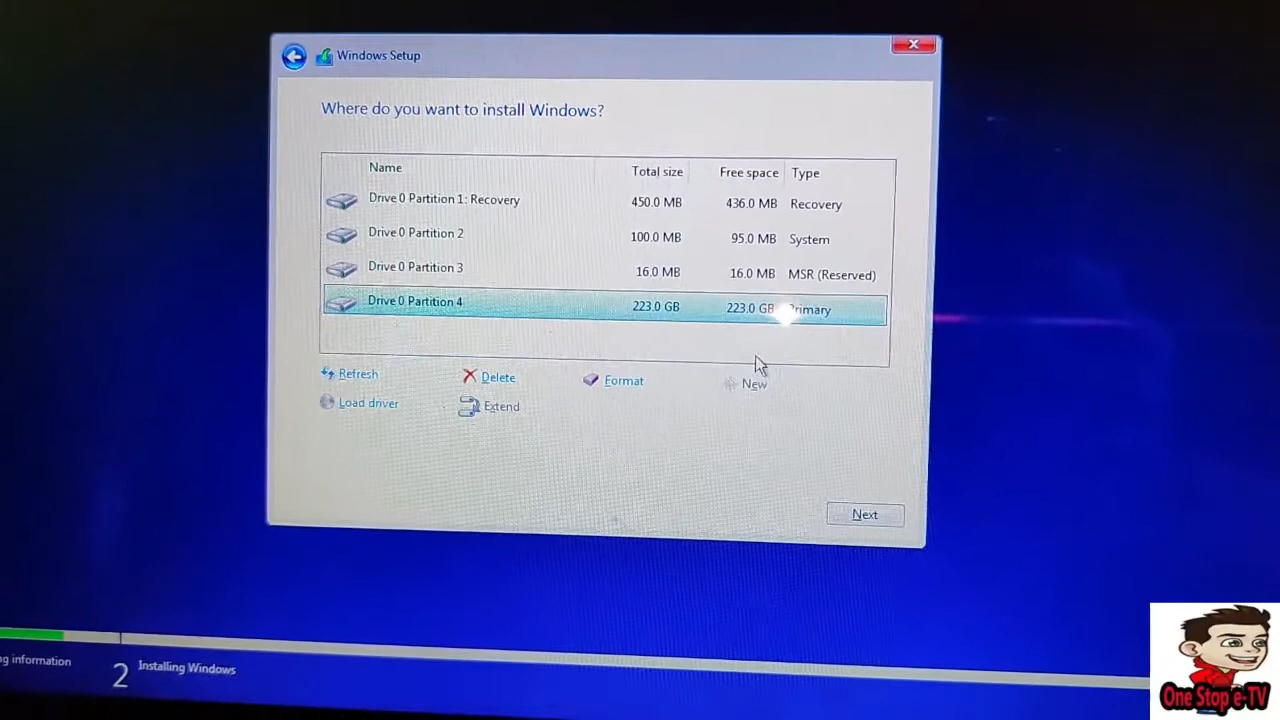 Windows Setup
Where do you want to install Windows?
Name Total size Free space Type
Drive 0 Partition 1: Recovery 450.0 MB 436.0 MB Recovery
Drive 0 Partition 2 100.0 MB 95.0 MB System
Drive 0 Partition 3 16.0 MB 16.0 MB MSR (Reserved)
Drive 0 Partition 4 223.0 GB 223.0 GB Primary
Refresh Delete Format New
Load driver Extend
Next
ng information 2 Installing Windows
One Stop e-TV